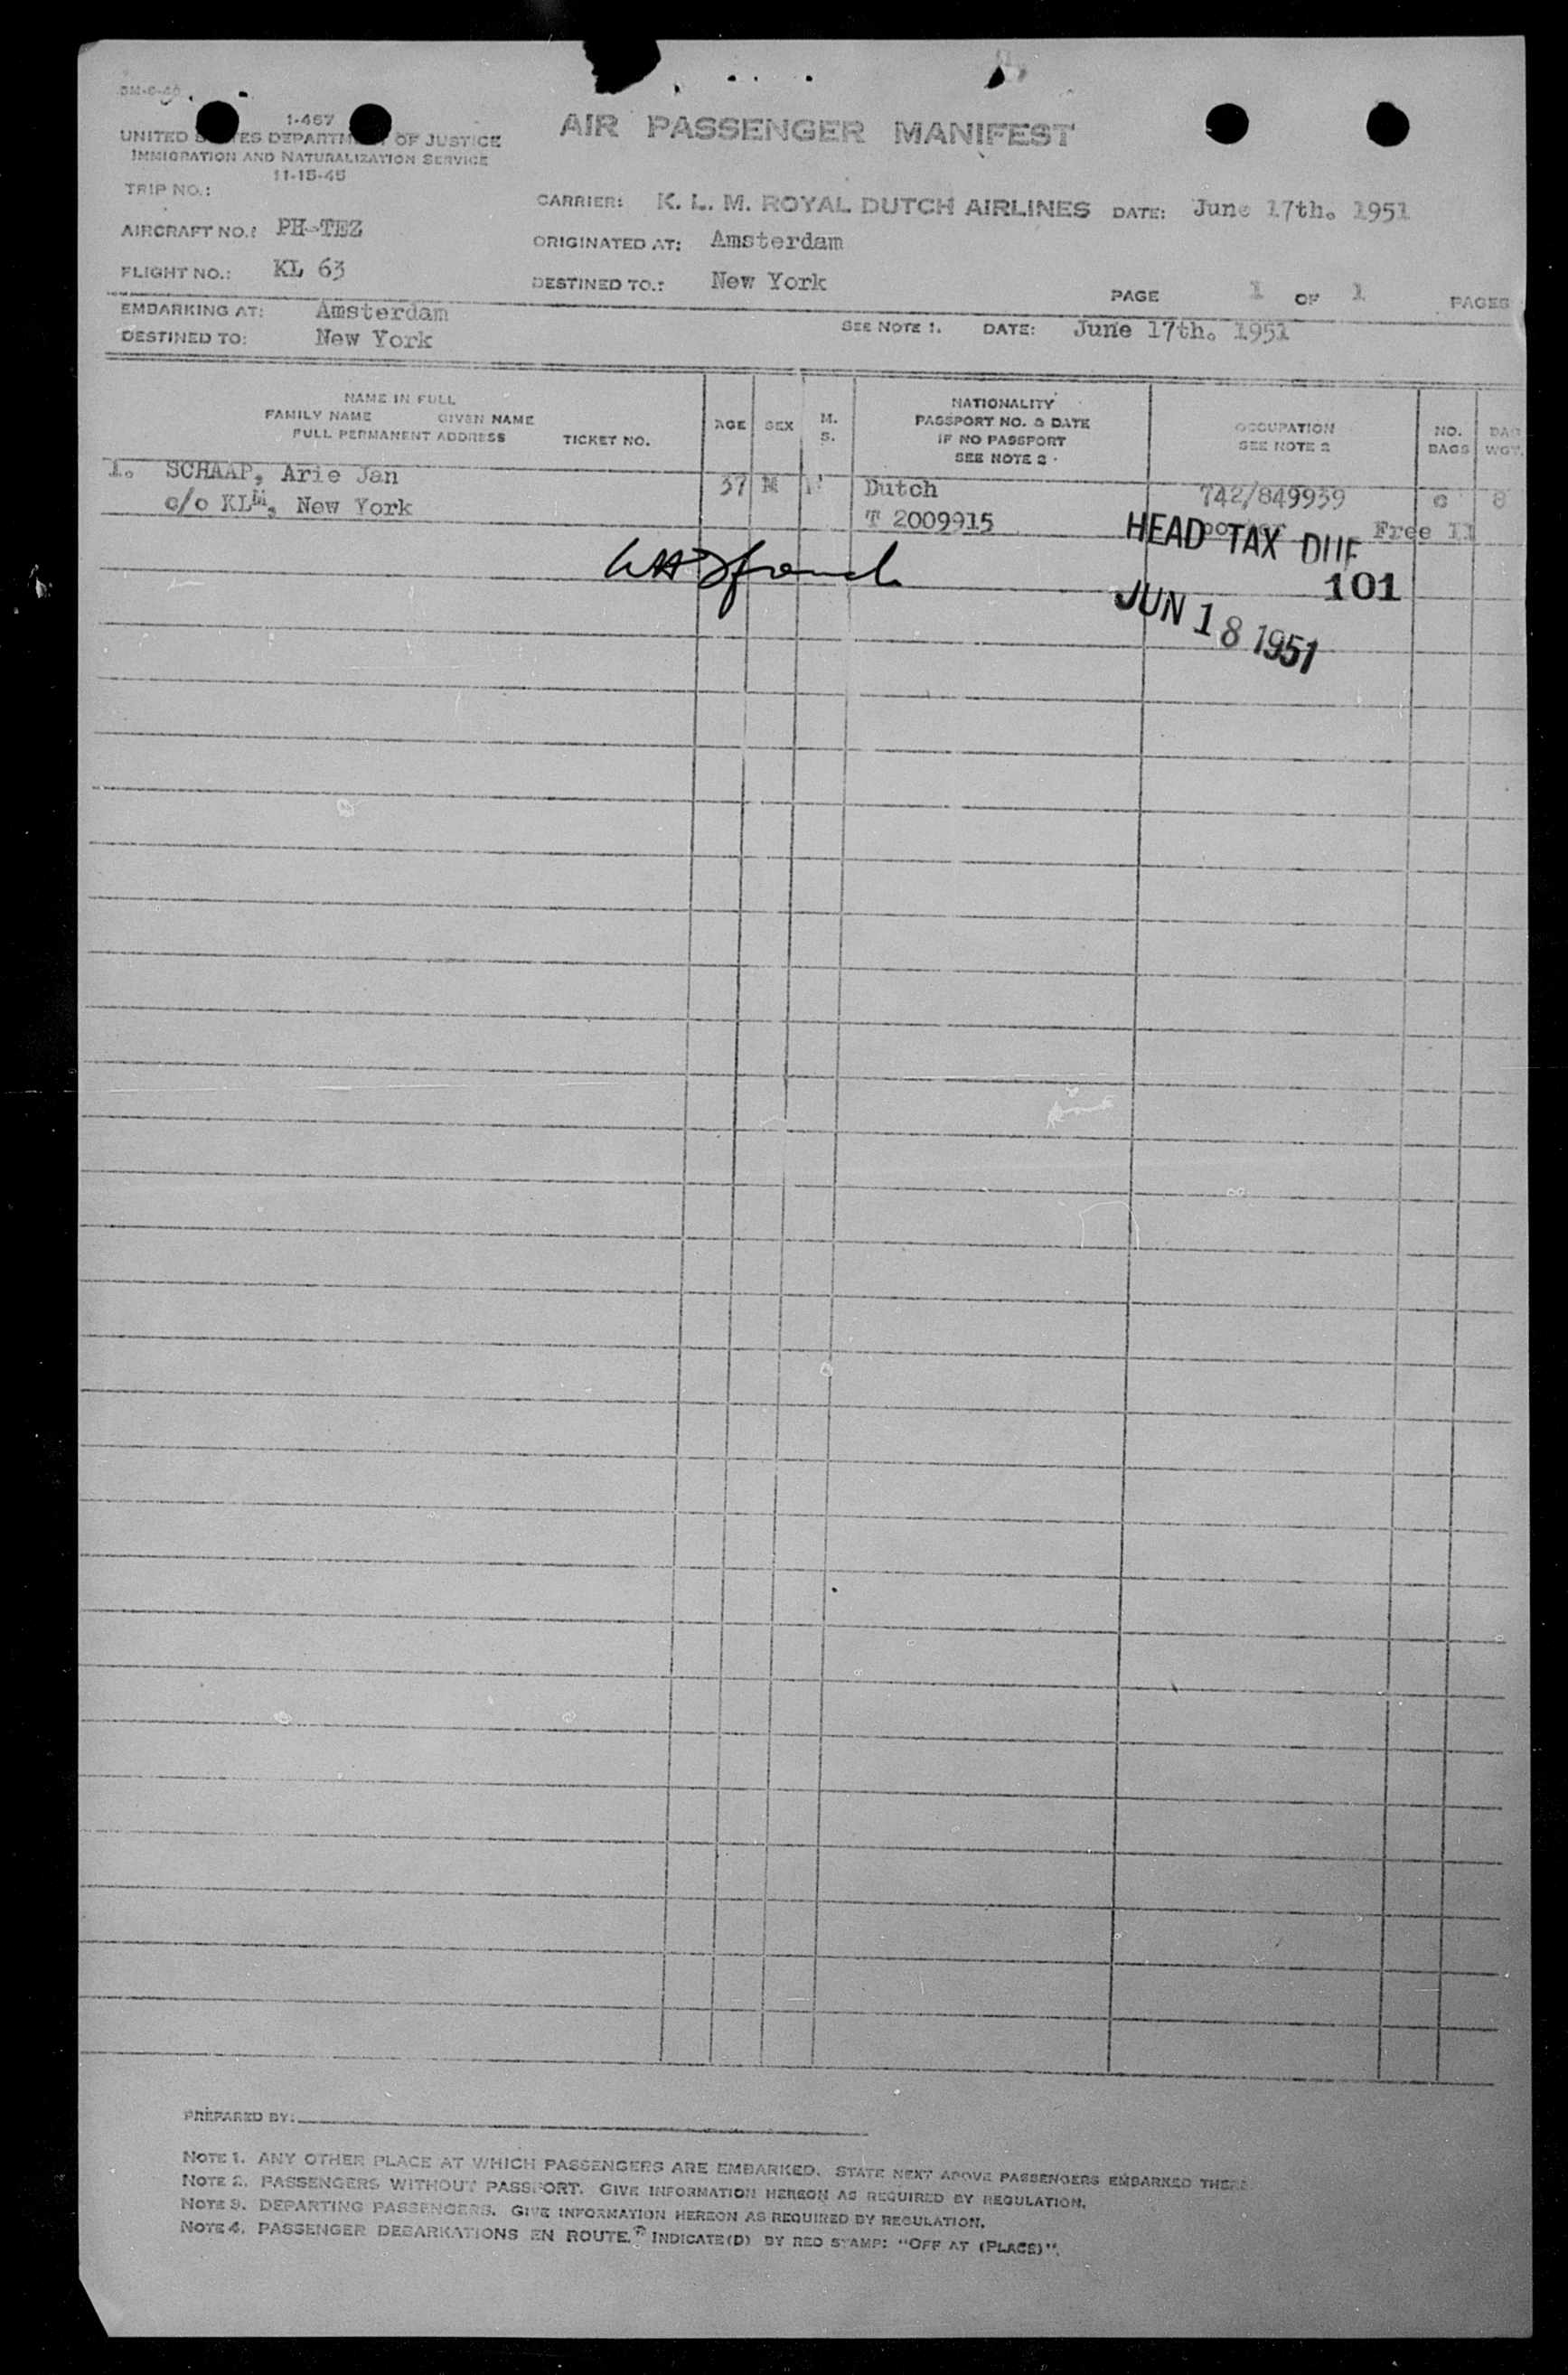 1-467
UNITED STATES DEPARTMENT OF JUSTICE
IMMIGRATION AND NATURALIZATION SERVICE
11-15-45
AIR PASSENGER MANIFEST
TRIP NO.:
CARRIER: K. L. M. ROYAL DUTCH AIRLINES DATE: June 17th. 1951
AIRCRAFT NO.: PH-TEZ
ORIGINATED AT: Amsterdam
FLIGHT NO.: KL 63
DESTINED TO.: New York
PAGE 1 OF 1 PAGES
EMBARKING AT: Amsterdam
DESTINED TO: New York
SEE NOTE 1. DATE: June 17th. 1951
NAME IN FULL
FAMILY NAME GIVEN NAME
FULL PERMANENT ADDRESS TICKET NO.
AGE SEX M. S.
NATIONALITY
PASSPORT NO. & DATE
IF NO PASSPORT
SEE NOTE 2
OCCUPATION
SEE NOTE 2
NO. BAGS
BAG WGT.
1. SCHAAP, Arie Jan 37 M Dutch 742/849959 8
c/o KLM, New York T 2009915 Free 11
HEAD TAX DUE
101
JUN 18 1951
PREPARED BY:
NOTE 1. ANY OTHER PLACE AT WHICH PASSENGERS ARE EMBARKED. STATE NEXT ABOVE PASSENGERS EMBARKED THERE
NOTE 2. PASSENGERS WITHOUT PASSPORT. GIVE INFORMATION HEREON AS REQUIRED BY REGULATION.
NOTE 3. DEPARTING PASSENGERS. GIVE INFORMATION HEREON AS REQUIRED BY REGULATION.
NOTE 4. PASSENGER DEBARKATIONS EN ROUTE. INDICATE(D) BY RED STAMP: "OFF AT (PLACE)".